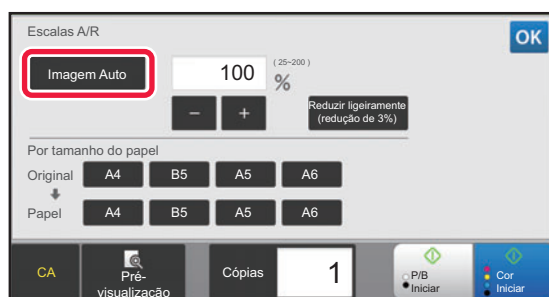 Escalas A/R
OK
Imagem Auto
100
(25~200)
%
－
＋
Reduzir ligeiramente
(redução de 3%)
Por tamanho do papel
Original A4 B5 A5 A6
Papel A4 B5 A5 A6
CA
Pré-
visualização
Cópias 1
P/B
Iniciar
Cor
Iniciar